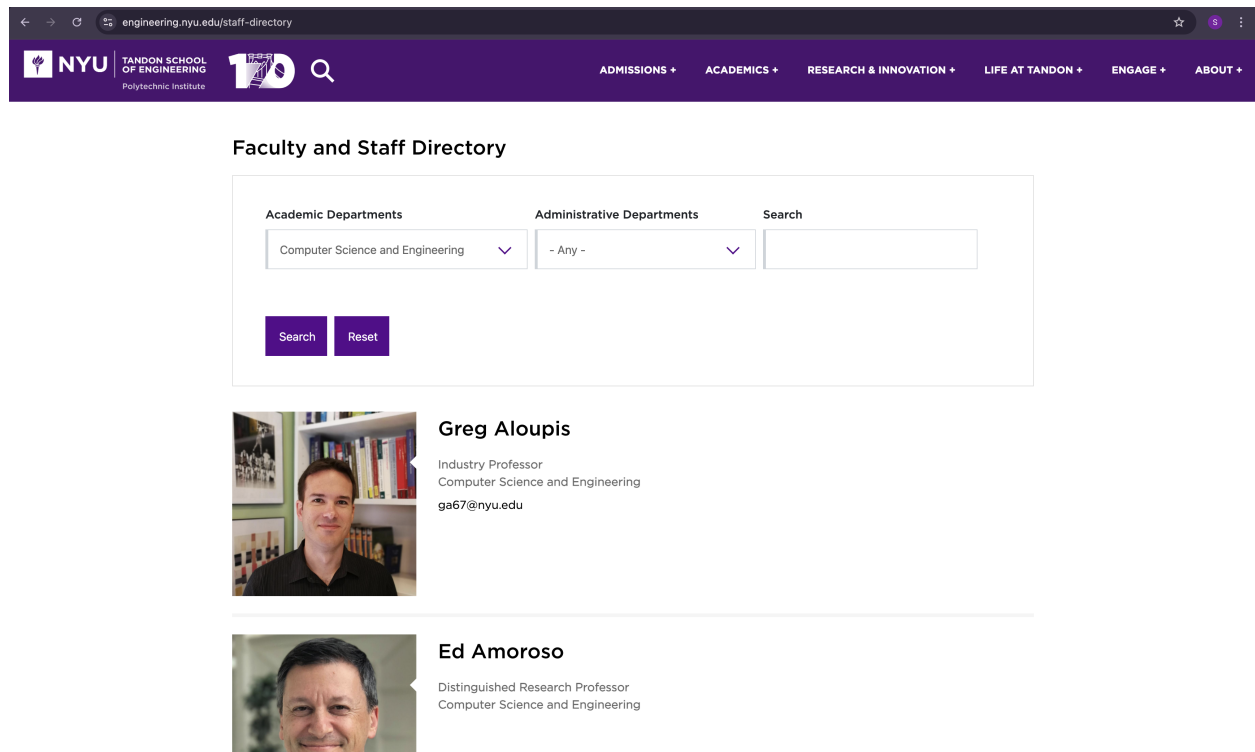 engineering.nyu.edu/staff-directory
S
NYU
TANDON SCHOOL
OF ENGINEERING
Polytechnic Institute
170
ADMISSIONS +
ACADEMICS +
RESEARCH & INNOVATION +
LIFE AT TANDON +
ENGAGE +
ABOUT +
Faculty and Staff Directory
Academic Departments
Administrative Departments
Search
Computer Science and Engineering
- Any -
Search
Reset
Greg Aloupis
Industry Professor
Computer Science and Engineering
ga67@nyu.edu
Ed Amoroso
Distinguished Research Professor
Computer Science and Engineering